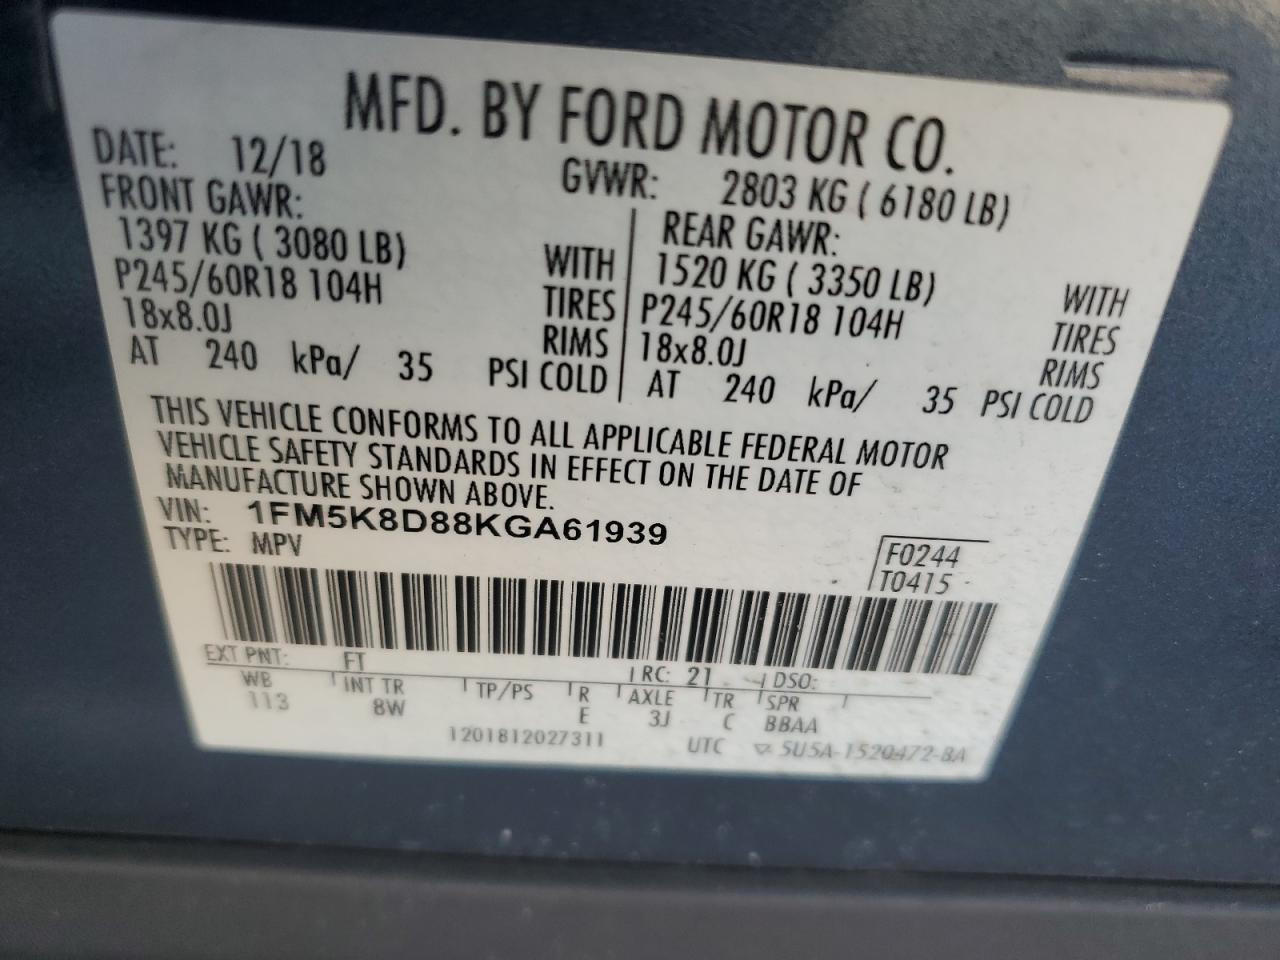 MFD. BY FORD MOTOR CO.
DATE: 12/18 GVWR: 2803 KG ( 6180 LB)
FRONT GAWR: REAR GAWR:
1397 KG ( 3080 LB) WITH 1520 KG ( 3350 LB) WITH
P245/60R18 104H TIRES P245/60R18 104H TIRES
18x8.0J RIMS 18x8.0J RIMS
AT 240 kPa/ 35 PSI COLD AT 240 kPa/ 35 PSI COLD
THIS VEHICLE CONFORMS TO ALL APPLICABLE FEDERAL MOTOR
VEHICLE SAFETY STANDARDS IN EFFECT ON THE DATE OF
MANUFACTURE SHOWN ABOVE.
VIN: 1FM5K8D88KGA61939
TYPE: MPV
F0244
T0415
EXT PNT: FT RC: 21 DSO:
WB INT TR TP/PS R AXLE TR SPR
113 8W E 3J C BBAA
1201812027311 UTC 5U5A-1520472-BA